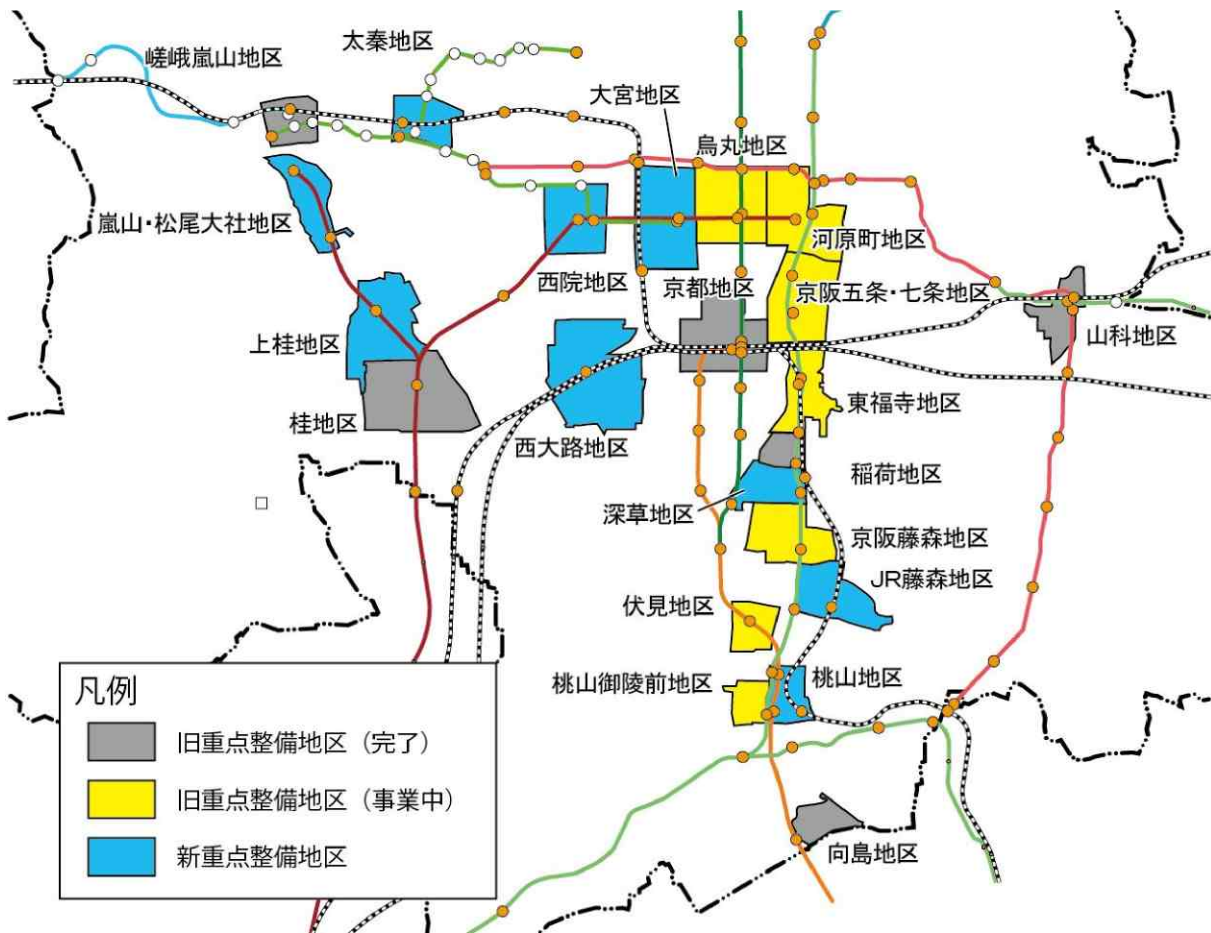 太秦地区
嵯峨嵐山地区
大宮地区
烏丸地区
嵐山・松尾大社地区
河原町地区
西院地区
京都地区
京阪五条・七条地区
上桂地区
山科地区
桂地区
東福寺地区
西大路地区
稲荷地区
深草地区
京阪藤森地区
JR藤森地区
伏見地区
桃山御陵前地区
桃山地区
向島地区
凡例
旧重点整備地区（完了）
旧重点整備地区（事業中）
新重点整備地区